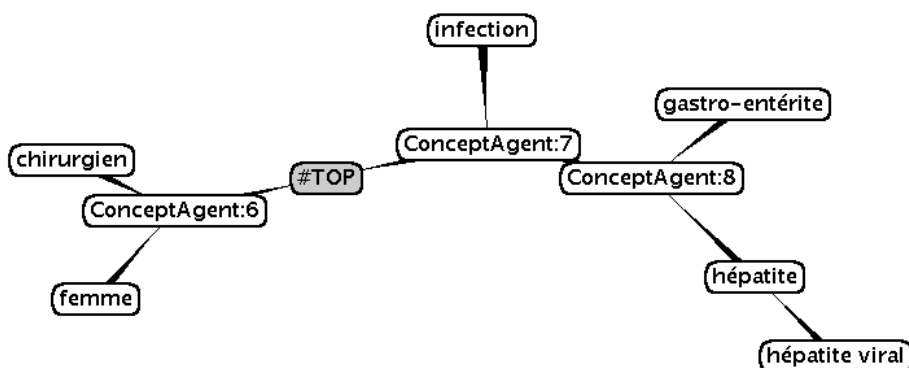 infection
gastro-entérite
ConceptAgent:7
chirurgien
#TOP
ConceptAgent:8
ConceptAgent:6
hépatite
femme
hépatite viral